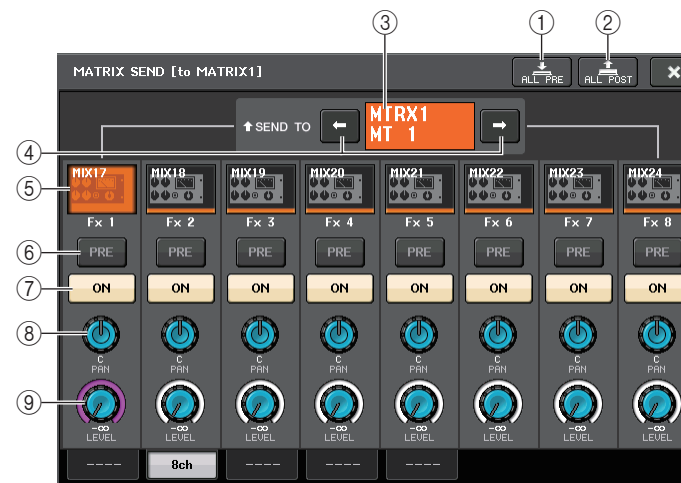 ③ ① ②
MATRIX SEND [to MATRIX1]
ALL PRE ALL POST ×
SEND TO
MTRX1
MT 1
④
⑤
MIX17 MIX18 MIX19 MIX20 MIX21 MIX22 MIX23 MIX24
Fx 1 Fx 2 Fx 3 Fx 4 Fx 5 Fx 6 Fx 7 Fx 8
⑥ PRE PRE PRE PRE PRE PRE PRE PRE
⑦ ON ON ON ON ON ON ON ON
⑧
C C C C C C C C
PAN PAN PAN PAN PAN PAN PAN PAN
⑨
-∞ -∞ -∞ -∞ -∞ -∞ -∞ -∞
LEVEL LEVEL LEVEL LEVEL LEVEL LEVEL LEVEL LEVEL
---- 8ch ---- ---- ----